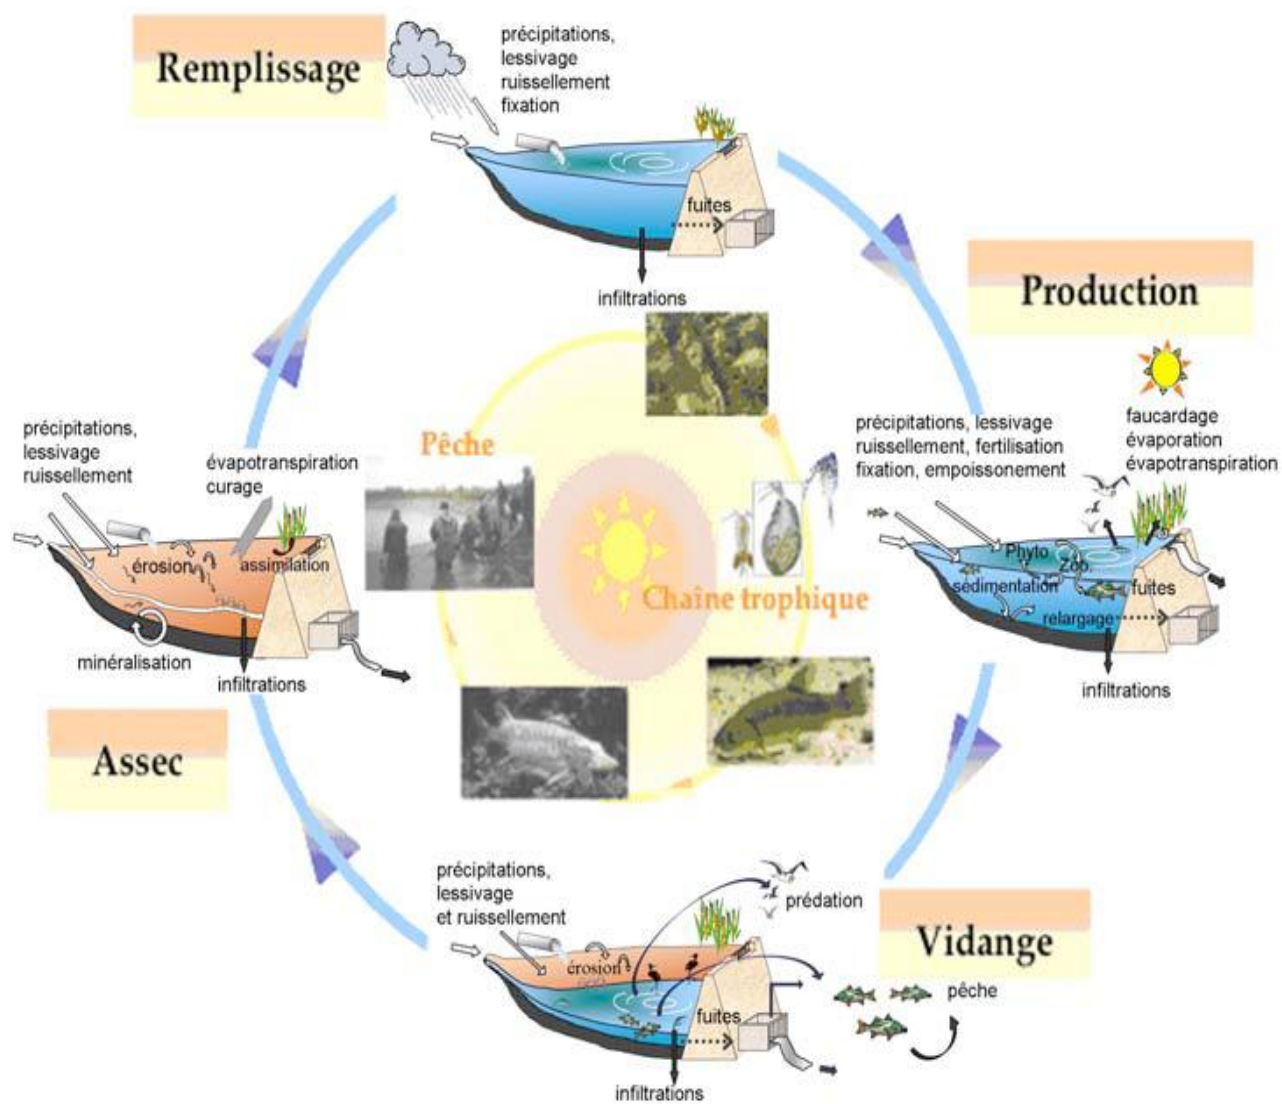 Remplissage
précipitations,
lessivage
ruissellement
fixation
fuites
infiltrations
Production
précipitations, lessivage
ruissellement, fertilisation
fixation, empoissonement
faucardage
évaporation
évapotranspiration
Phyto
Zoo
sédimentation
fuites
relargage
infiltrations
précipitations,
lessivage
ruissellement
évapotranspiration
curage
érosion
assimilation
minéralisation
infiltrations
Assec
Pêche
Chaîne trophique
précipitations,
lessivage
et ruissellement
érosion
prédation
fuites
infiltrations
Vidange
pêche